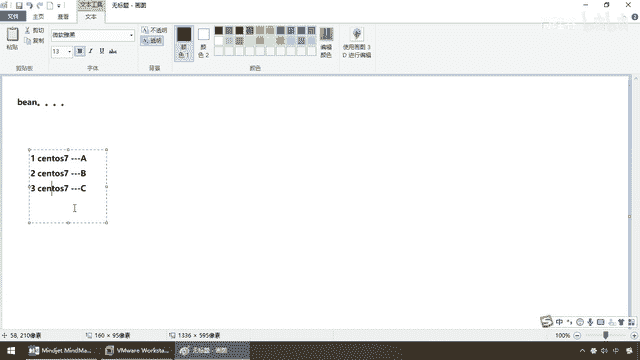 文本工具
无标题 - 画图
文件
主页
查看
文本
粘贴
剪切
复制
剪贴板
微软雅黑
13
B
I
U
abc
字体
不透明
透明
背景
颜色 1
颜色 2
颜色
编辑颜色
使用画图 3D 进行编辑
bean。。。。
1 centos7 ---A
2 centos7 ---B
3 centos7 ---C
58, 210像素
160 × 95像素
1336 × 595像素
100%
中
Mindjet MindMa...
VMware Worksta...
无标题 - 画图
中